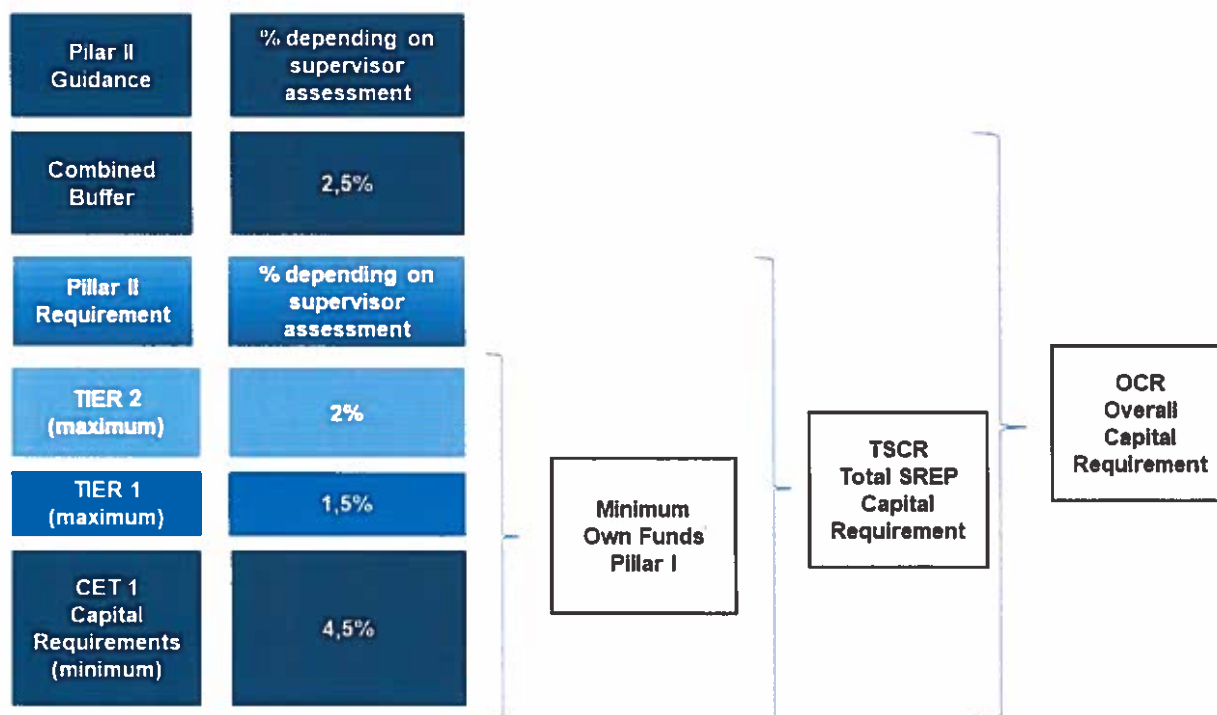 Pilar II
Guidance
% depending on
supervisor
assessment
Combined
Buffer
2,5%
Pillar II
Requirement
% depending on
supervisor
assessment
TIER 2
(maximum)
2%
TIER 1
(maximum)
1,5%
CET 1
Capital
Requirements
(minimum)
4,5%
Minimum
Own Funds
Pillar I
TSCR
Total SREP
Capital
Requirement
OCR
Overall
Capital
Requirement